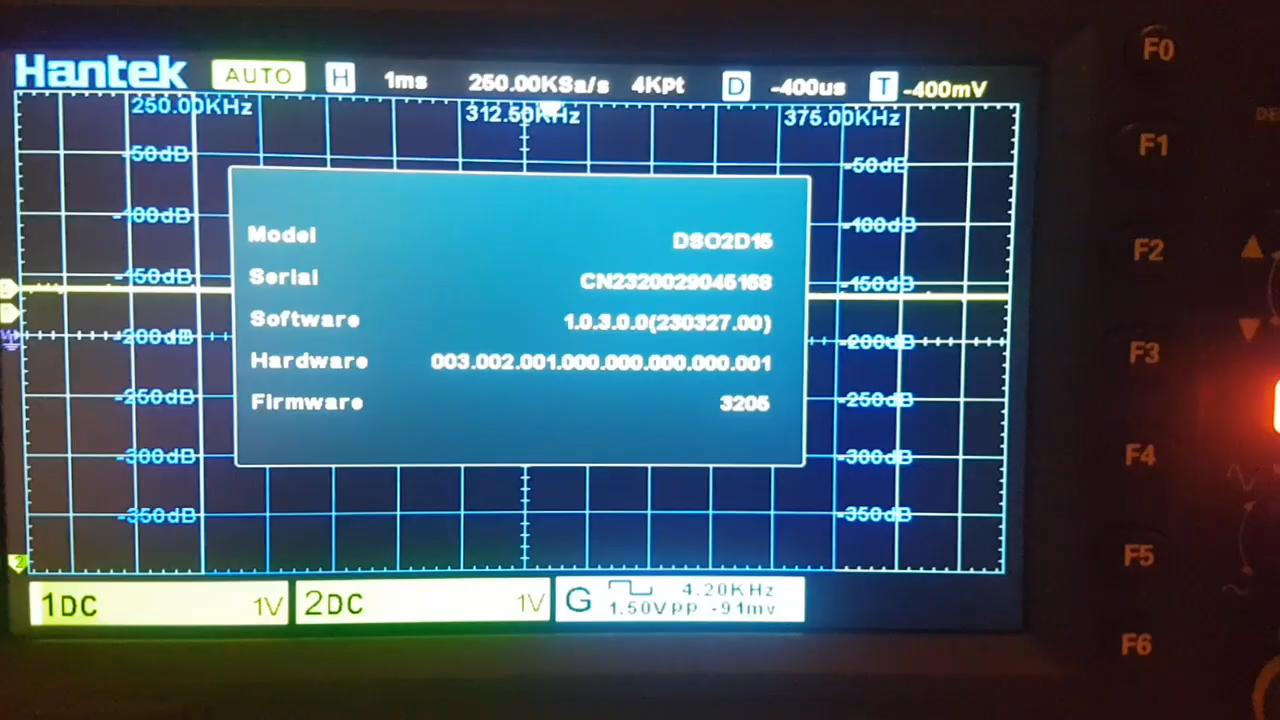 Hantek AUTO H 1ms 250.00KSa/s 4KPt D -400us T -400mV
250.00KHz 312.50KHz 375.00KHz
-50dB -50dB
-100dB -100dB
-150dB -150dB
-200dB -200dB
-250dB -250dB
-300dB -300dB
-350dB -350dB
Model DSO2D15
Serial CN2320029045168
Software 1.0.3.0.0(230327.00)
Hardware 003.002.001.000.000.000.000.001
Firmware 3205
2
1DC 1V 2DC 1V G 4.20KHz
1.50VPP -91mv
F0
F1
F2
F3
F4
F5
F6